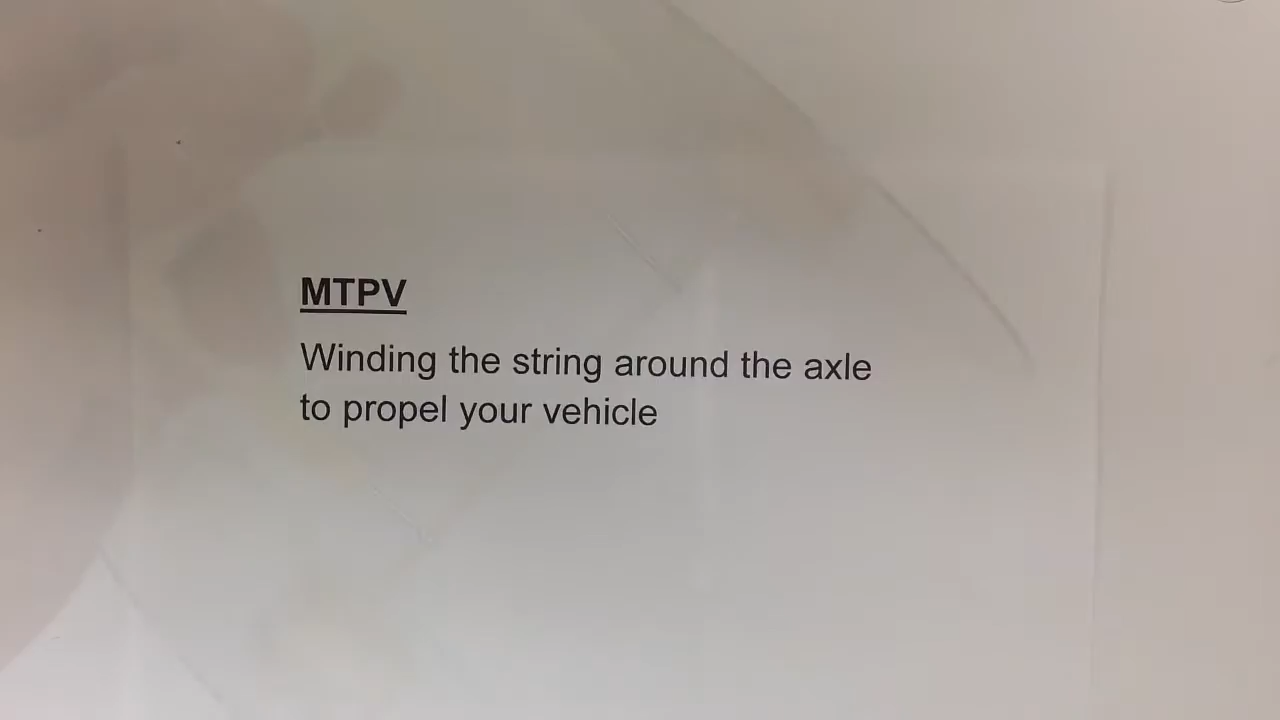 MTPV
Winding the string around the axle
to propel your vehicle